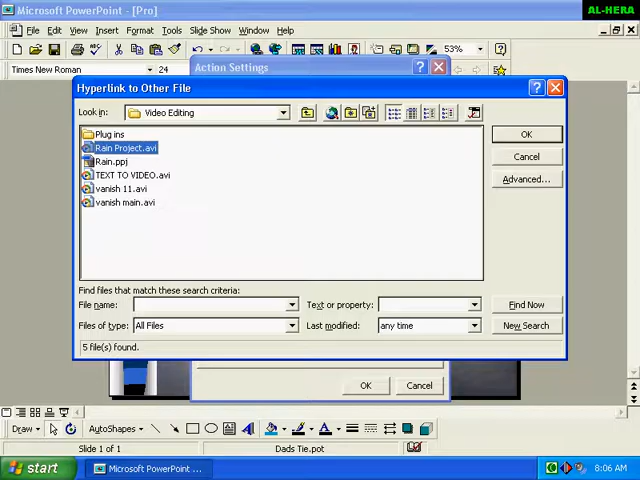 Microsoft PowerPoint - [Pro]
AL-HERA
File Edit View Insert Format Tools Slide Show Window Help
53%
Times New Roman 24
Action Settings
Hyperlink to Other File
Look in: Video Editing
Plug ins
Rain Project.avi
Rain.ppj
TEXT TO VIDEO.avi
vanish 11.avi
vanish main.avi
OK
Cancel
Advanced...
Find files that match these search criteria:
File name:
Text or property:
Find Now
Files of type: All Files
Last modified: any time
New Search
5 file(s) found.
OK Cancel
Draw AutoShapes
Slide 1 of 1 Dads Tie.pot
start Microsoft PowerPoint ... 8:06 AM